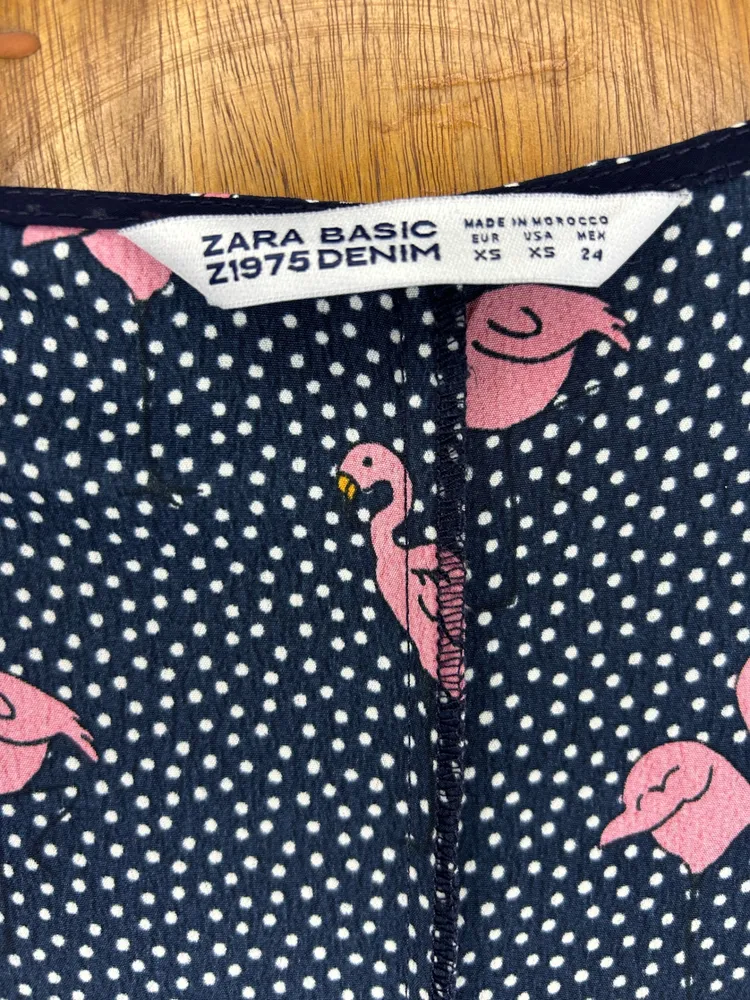 ZARA BASIC
Z1975 DENIM
MADE IN MOROCCO
EUR USA MEX
XS XS 24